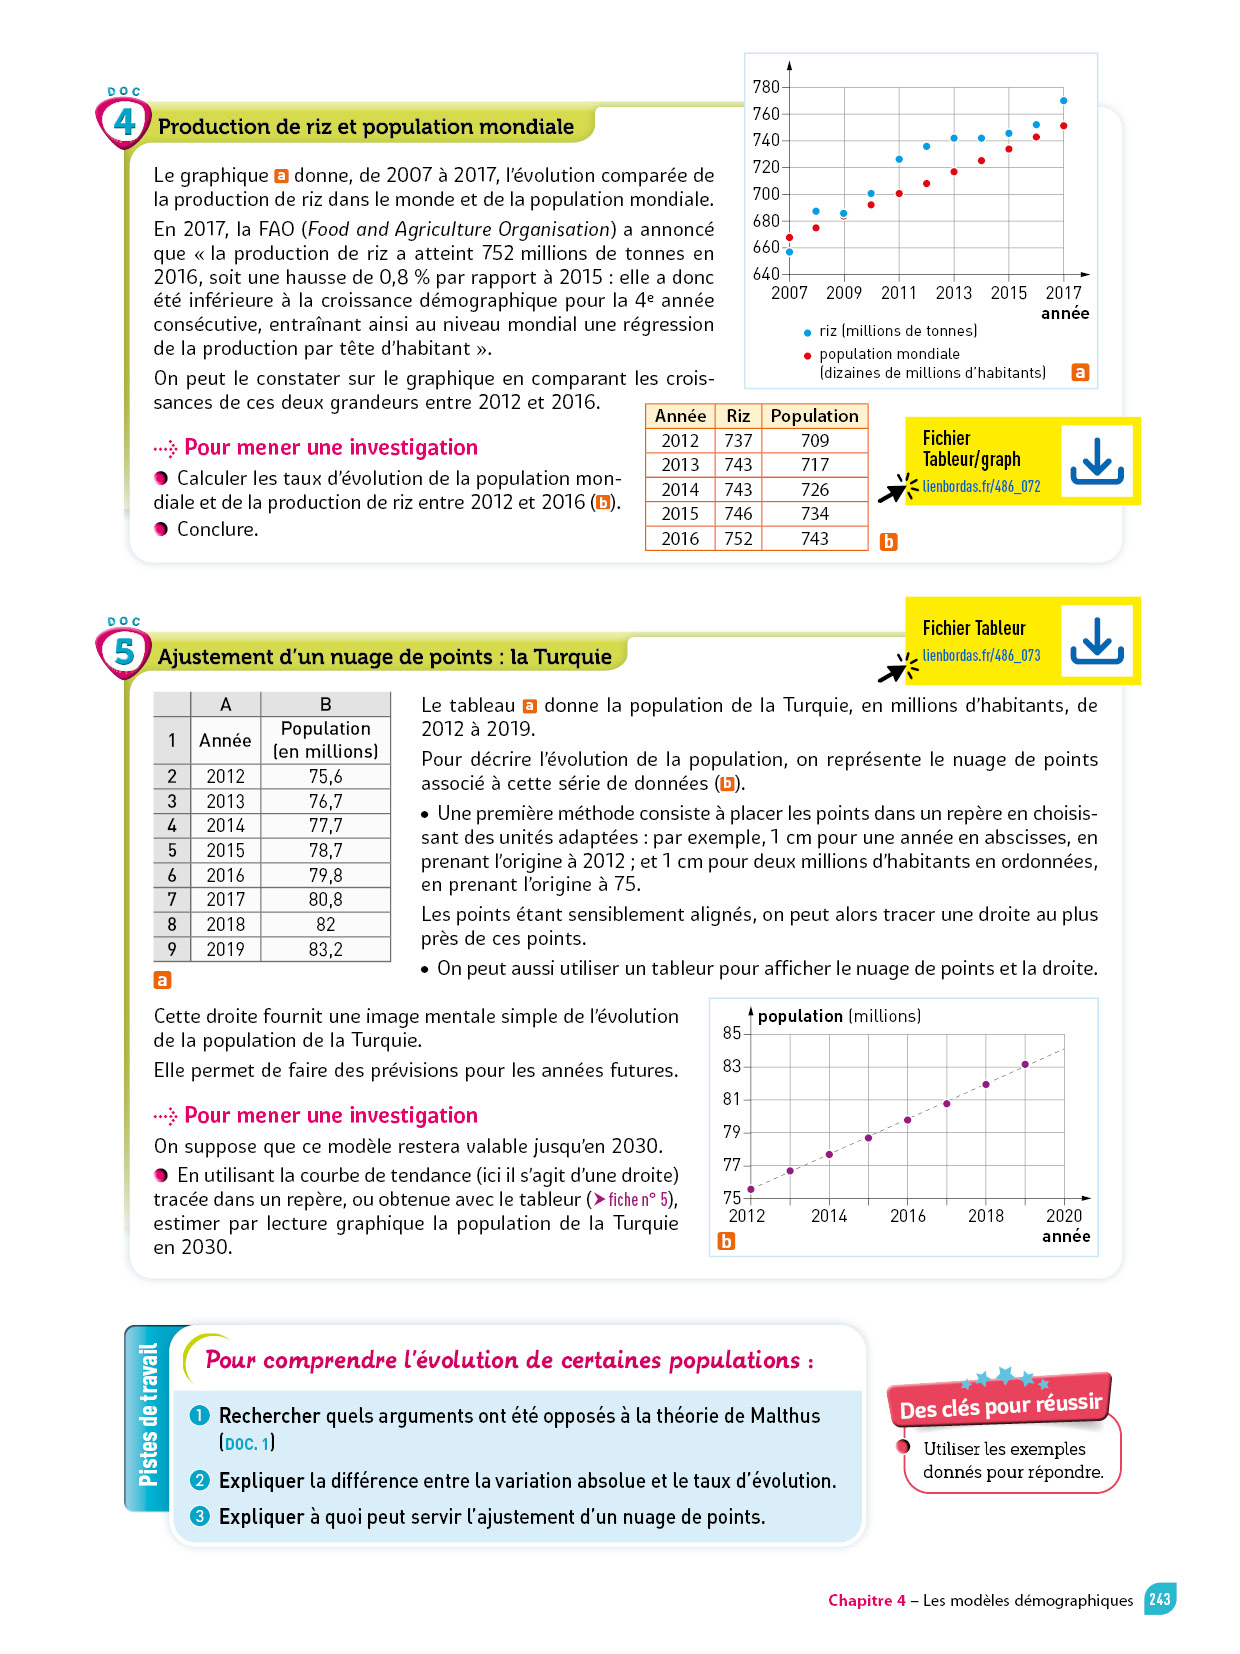 DOC
4
Production de riz et population mondiale
Le graphique a donne, de 2007 à 2017, l'évolution comparée de
la production de riz dans le monde et de la population mondiale.
En 2017, la FAO (Food and Agriculture Organisation) a annoncé
que « la production de riz a atteint 752 millions de tonnes en
2016, soit une hausse de 0,8 % par rapport à 2015 : elle a donc
été inférieure à la croissance démographique pour la 4e année
consécutive, entraînant ainsi au niveau mondial une régression
de la production par tête d'habitant ».
On peut le constater sur le graphique en comparant les crois-
sances de ces deux grandeurs entre 2012 et 2016.
Pour mener une investigation
Calculer les taux d'évolution de la population mon-
diale et de la production de riz entre 2012 et 2016 (b).
Conclure.
780
760
740
720
700
680
660
640
2007 2009 2011 2013 2015 2017
année
riz (millions de tonnes)
population mondiale
(dizaines de millions d'habitants)
a
Année Riz Population
2012 737 709
2013 743 717
2014 743 726
2015 746 734
2016 752 743
b
Fichier
Tableur/graph
lienbordas.fr/486_072
DOC
5
Ajustement d'un nuage de points : la Turquie
Fichier Tableur
lienbordas.fr/486_073
A B
1 Année Population
(en millions)
2 2012 75,6
3 2013 76,7
4 2014 77,7
5 2015 78,7
6 2016 79,8
7 2017 80,8
8 2018 82
9 2019 83,2
a
Le tableau a donne la population de la Turquie, en millions d'habitants, de
2012 à 2019.
Pour décrire l'évolution de la population, on représente le nuage de points
associé à cette série de données (b).
• Une première méthode consiste à placer les points dans un repère en choisis-
sant des unités adaptées : par exemple, 1 cm pour une année en abscisses, en
prenant l'origine à 2012 ; et 1 cm pour deux millions d'habitants en ordonnées,
en prenant l'origine à 75.
Les points étant sensiblement alignés, on peut alors tracer une droite au plus
près de ces points.
• On peut aussi utiliser un tableur pour afficher le nuage de points et la droite.
Cette droite fournit une image mentale simple de l'évolution
de la population de la Turquie.
Elle permet de faire des prévisions pour les années futures.
Pour mener une investigation
On suppose que ce modèle restera valable jusqu'en 2030.
En utilisant la courbe de tendance (ici il s'agit d'une droite)
tracée dans un repère, ou obtenue avec le tableur (fiche n° 5),
estimer par lecture graphique la population de la Turquie
en 2030.
population (millions)
85
83
81
79
77
75
2012 2014 2016 2018 2020
année
b
Pistes de travail
Pour comprendre l'évolution de certaines populations :
1 Rechercher quels arguments ont été opposés à la théorie de Malthus
(DOC. 1)
2 Expliquer la différence entre la variation absolue et le taux d'évolution.
3 Expliquer à quoi peut servir l'ajustement d'un nuage de points.
Des clés pour réussir
Utiliser les exemples
donnés pour répondre.
Chapitre 4 – Les modèles démographiques 243